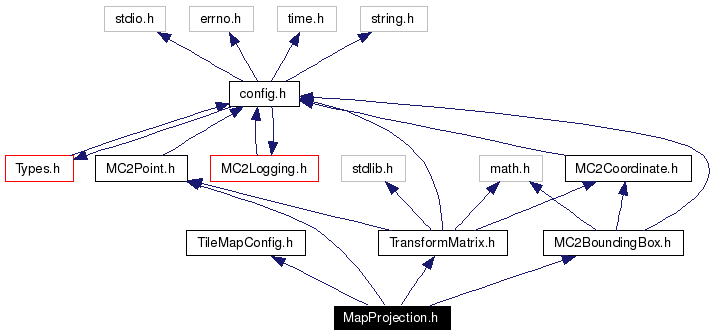 stdio.h
errno.h
time.h
string.h
config.h
Types.h
MC2Point.h
MC2Logging.h
stdlib.h
math.h
MC2Coordinate.h
TileMapConfig.h
TransformMatrix.h
MC2BoundingBox.h
MapProjection.h